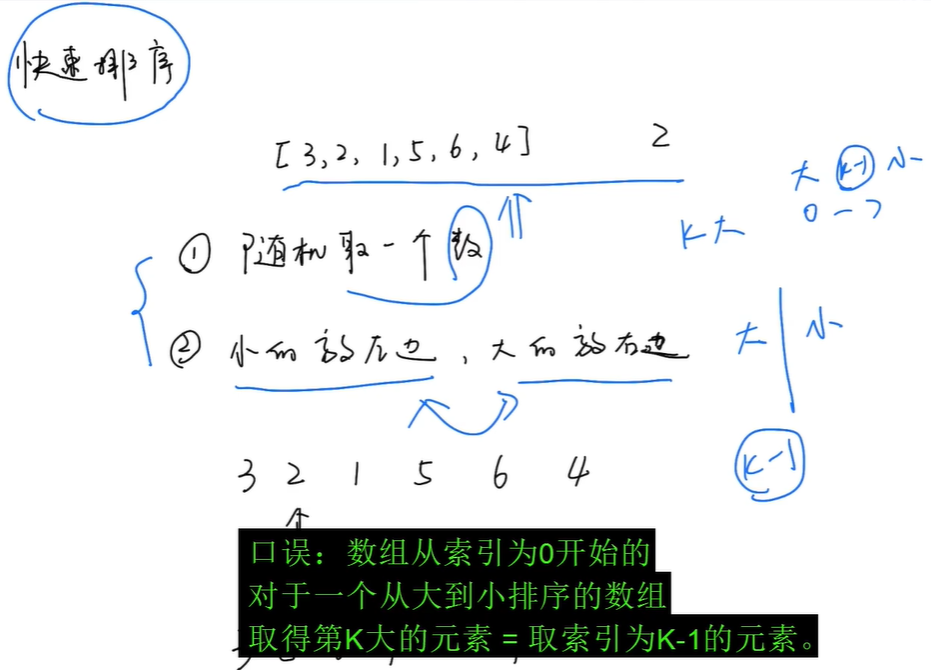 快速排序
[3,2,1,5,6,4] 2
大 K-1 小
0 →
K大
① 随机取一个数
② 小的放左边,大的放右边
大 | 小
K-1
3 2 1 5 6 4
口误：数组从索引为0开始的
对于一个从大到小排序的数组
取得第K大的元素 = 取索引为K-1的元素。